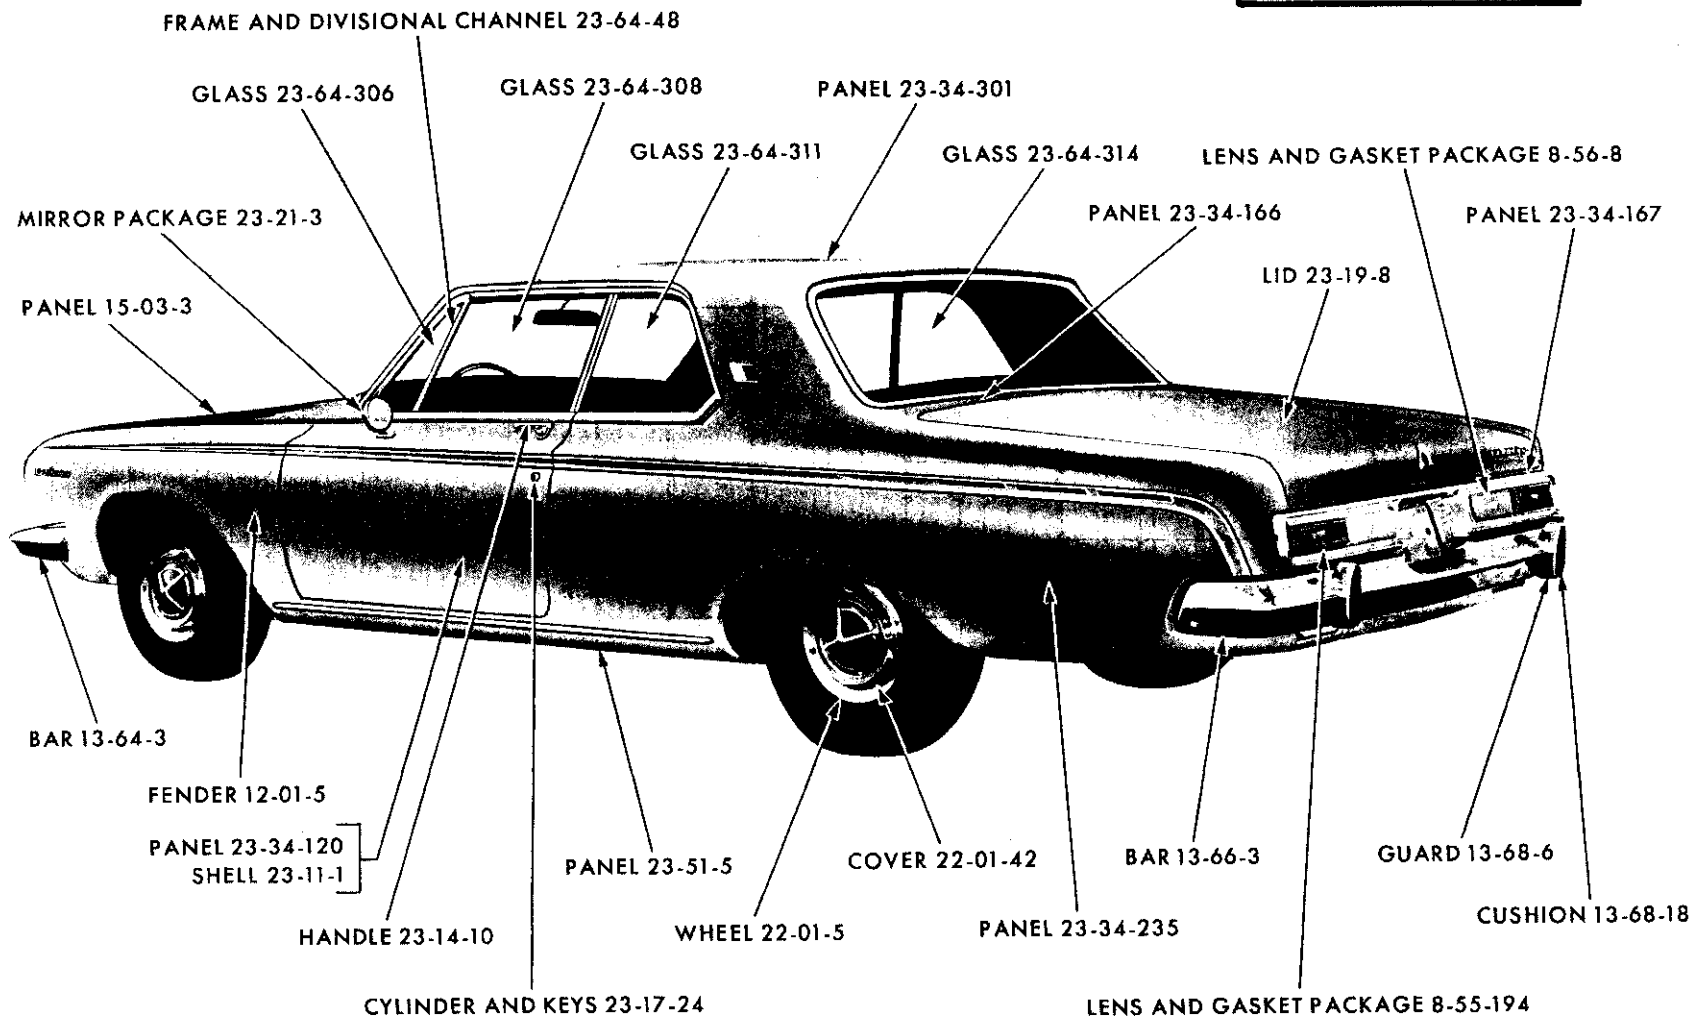 FRAME AND DIVISIONAL CHANNEL 23-64-48
GLASS 23-64-306
GLASS 23-64-308
PANEL 23-34-301
GLASS 23-64-311
GLASS 23-64-314
LENS AND GASKET PACKAGE 8-56-8
MIRROR PACKAGE 23-21-3
PANEL 23-34-166
PANEL 23-34-167
LID 23-19-8
PANEL 15-03-3
BAR 13-64-3
FENDER 12-01-5
PANEL 23-34-120
SHELL 23-11-1
PANEL 23-51-5
COVER 22-01-42
BAR 13-66-3
GUARD 13-68-6
HANDLE 23-14-10
WHEEL 22-01-5
PANEL 23-34-235
CUSHION 13-68-18
CYLINDER AND KEYS 23-17-24
LENS AND GASKET PACKAGE 8-55-194